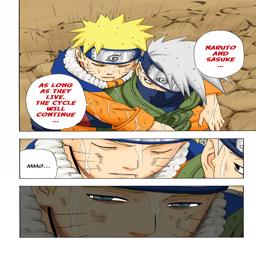 NARUTO
AND
SASUKE
...
AS LONG
AS THEY
LIVE,
THE CYCLE
WILL
CONTINUE
...
MMG...